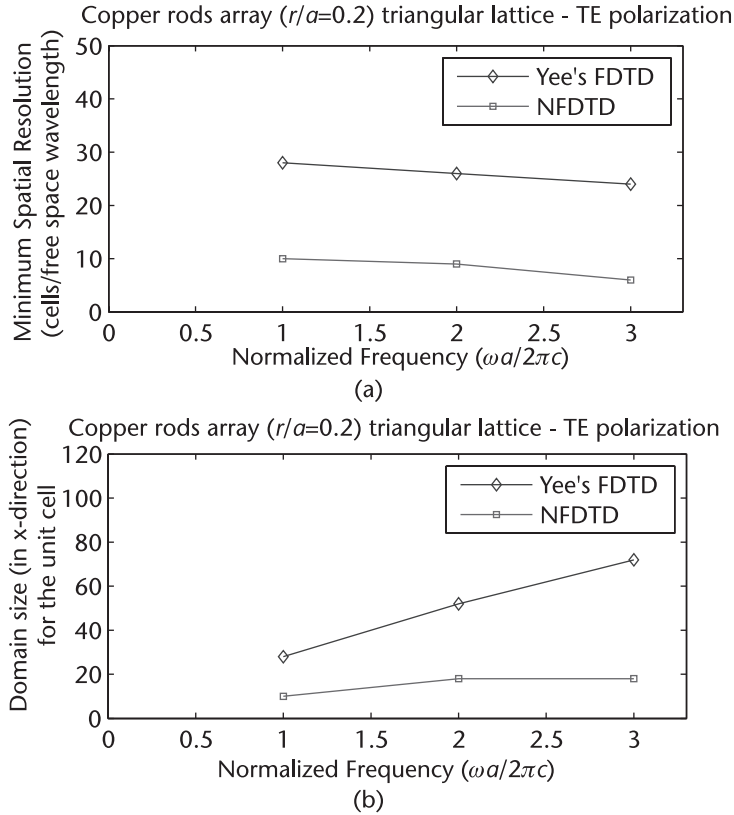 Copper rods array (r/a=0.2) triangular lattice - TE polarization
Minimum Spatial Resolution
(cells/free space wavelength)
50
40
30
20
10
0
Yee's FDTD
NFDTD
0
0.5
1
1.5
2
2.5
3
Normalized Frequency (ωa/2πc)
(a)
Copper rods array (r/a=0.2) triangular lattice - TE polarization
Domain size (in x-direction)
for the unit cell
120
100
80
60
40
20
0
Yee's FDTD
NFDTD
0
0.5
1
1.5
2
2.5
3
Normalized Frequency (ωa/2πc)
(b)